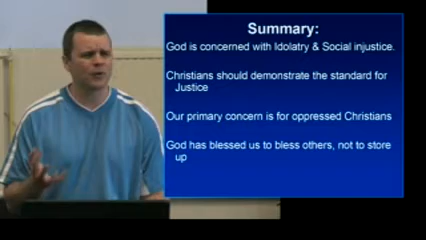 Summary:
God is concerned with Idolatry & Social injustice.
Christians should demonstrate the standard for
Justice
Our primary concern is for oppressed Christians
God has blessed us to bless others, not to store
up